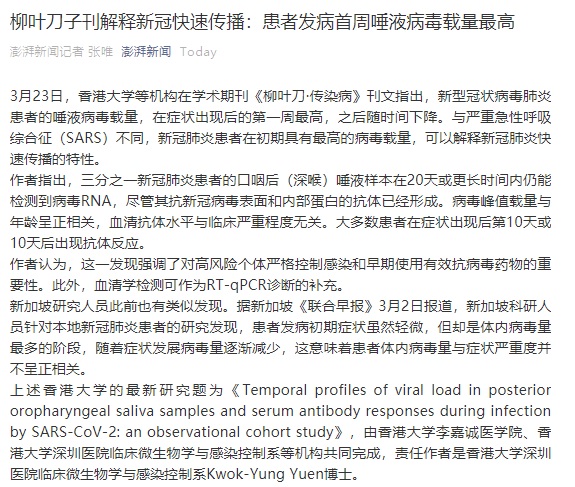 柳叶刀子刊解释新冠快速传播：患者发病首周唾液病毒载量最高
澎湃新闻记者 张唯 澎湃新闻 Today
3月23日，香港大学等机构在学术期刊《柳叶刀·传染病》刊文指出，新型冠状病毒肺炎
患者的唾液病毒载量，在症状出现后的第一周最高，之后随时间下降。与严重急性呼吸
综合征（SARS）不同，新冠肺炎患者在初期具有最高的病毒载量，可以解释新冠肺炎快
速传播的特性。
作者指出，三分之一新冠肺炎患者的口咽后（深喉）唾液样本在20天或更长时间内仍能
检测到病毒RNA，尽管其抗新冠病毒表面和内部蛋白的抗体已经形成。病毒峰值载量与
年龄呈正相关，血清抗体水平与临床严重程度无关。大多数患者在症状出现后第10天或
10天后出现抗体反应。
作者认为，这一发现强调了对高风险个体严格控制感染和早期使用有效抗病毒药物的
重要性。此外，血清学检测可作为RT-qPCR诊断的补充。
新加坡研究人员此前也有类似发现。据新加坡《联合早报》3月2日报道，新加坡科研人
员针对本地新冠肺炎患者的研究发现，患者发病初期症状虽然轻微，但却是体内病毒量
最多的阶段，随着症状发展病毒量逐渐减少，这意味着患者体内病毒量与症状严重度并
不呈正相关。
上述香港大学的最新研究题为《Temporal profiles of viral load in posterior
oropharyngeal saliva samples and serum antibody responses during infection
by SARS-CoV-2: an observational cohort study》，由香港大学李嘉诚医学院、香
港大学深圳医院临床微生物学与感染控制系等机构共同完成，责任作者是香港大学深圳
医院临床微生物学与感染控制系Kwok-Yung Yuen博士。